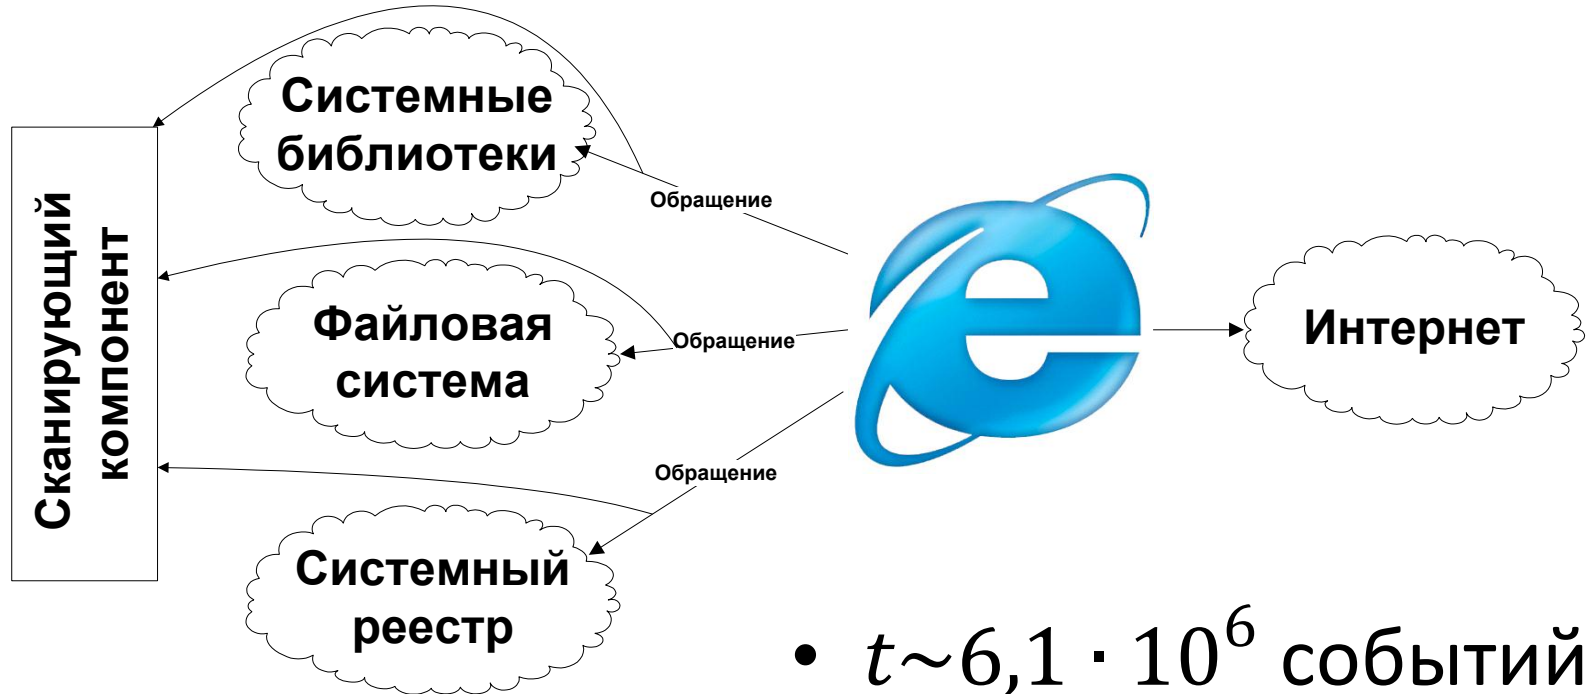 Сканирующий
компонент
Системные
библиотеки
Обращение
Файловая
система
Обращение
Обращение
Системный
реестр
Интернет
• t~6,1 · 10⁶ событий